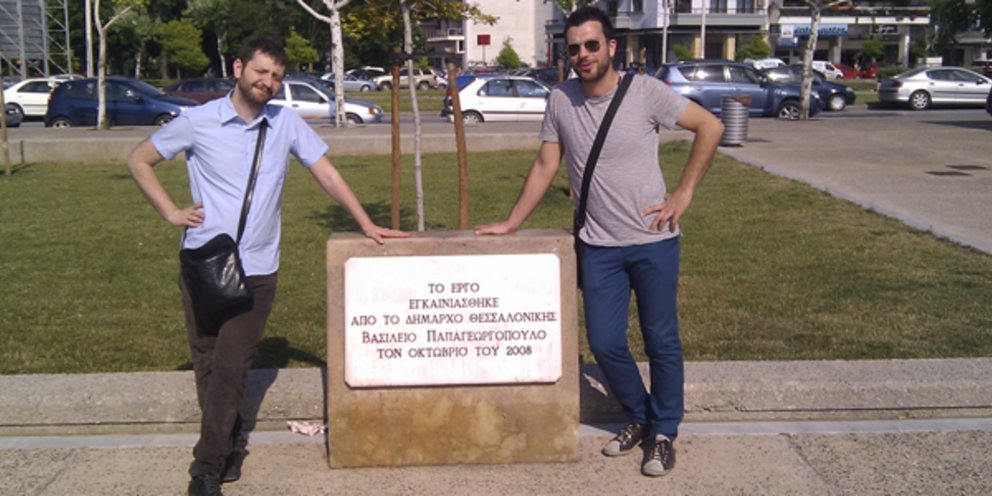 ΤΟ ΕΡΓΟ
ΕΓΚΑΙΝΙΑΣΘΗΚΕ
ΑΠΟ ΤΟ ΔΗΜΑΡΧΟ ΘΕΣΣΑΛΟΝΙΚΗΣ
ΒΑΣΙΛΕΙΟ ΠΑΠΑΓΕΩΡΓΟΠΟΥΛΟ
ΤΟΝ ΟΚΤΩΒΡΙΟ ΤΟΥ 2008